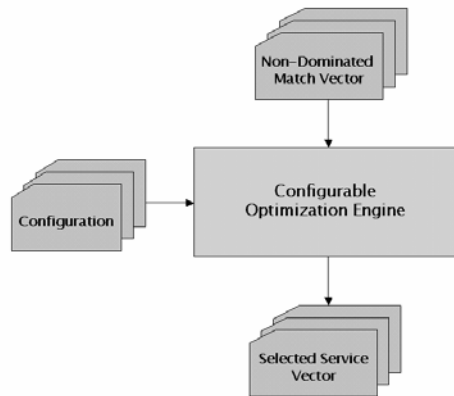 Non-Dominated
Match Vector
Configurable
Optimization Engine
Configuration
Selected Service
Vector